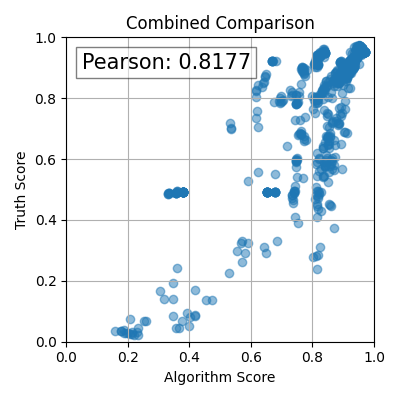 Combined Comparison
Pearson: 0.8177
1.0
0.8
0.6
0.4
0.2
0.0
Truth Score
0.0 0.2 0.4 0.6 0.8 1.0
Algorithm Score